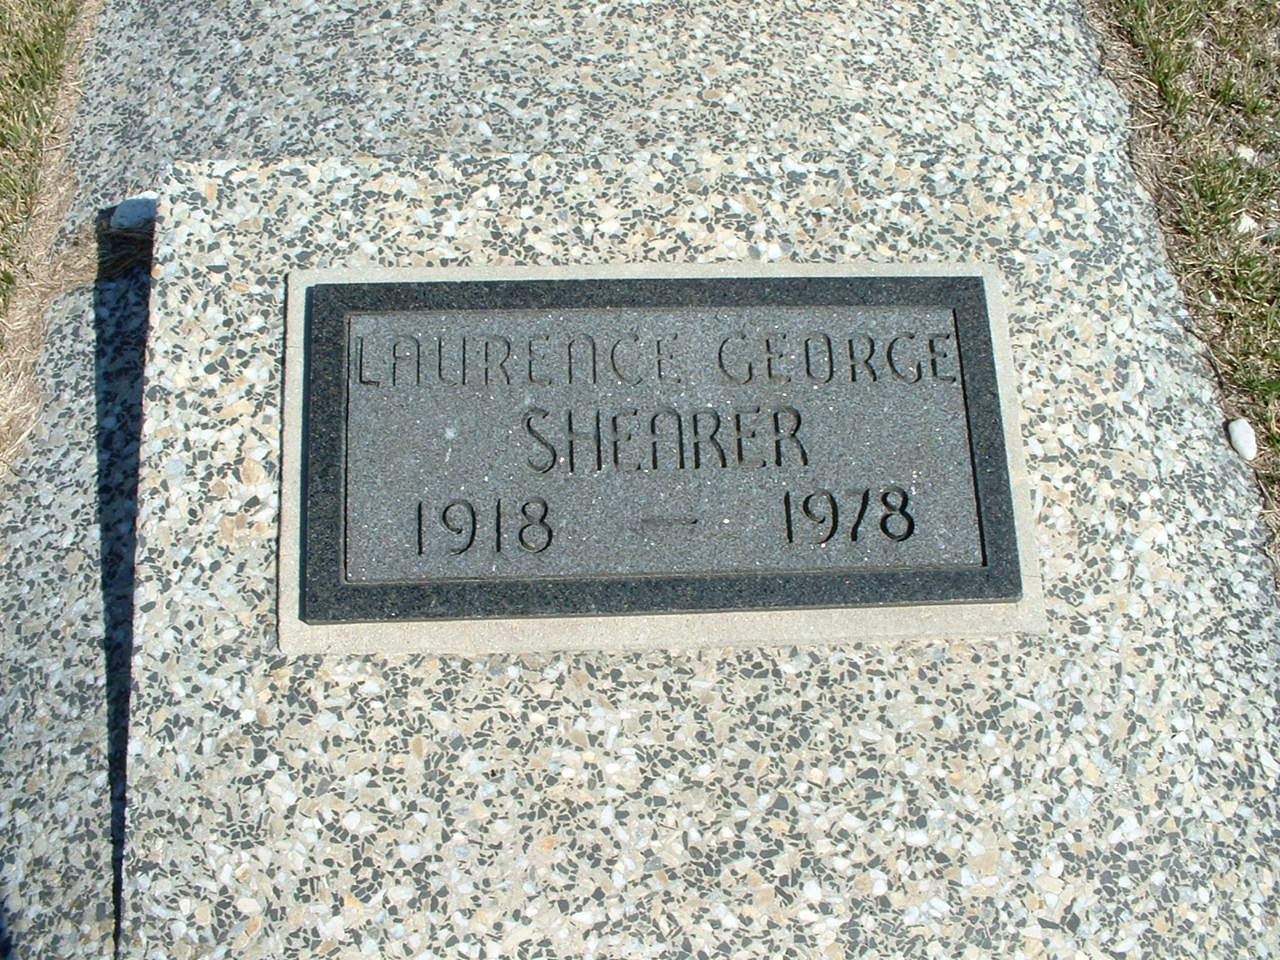 LAURENCE GEORGE
SHEARER
1918 — 1978